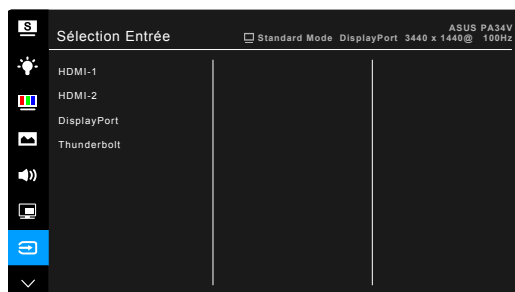 S
ASUS PA34V
Sélection Entrée
Standard Mode DisplayPort 3440 x 1440@ 100Hz
HDMI-1
HDMI-2
DisplayPort
Thunderbolt